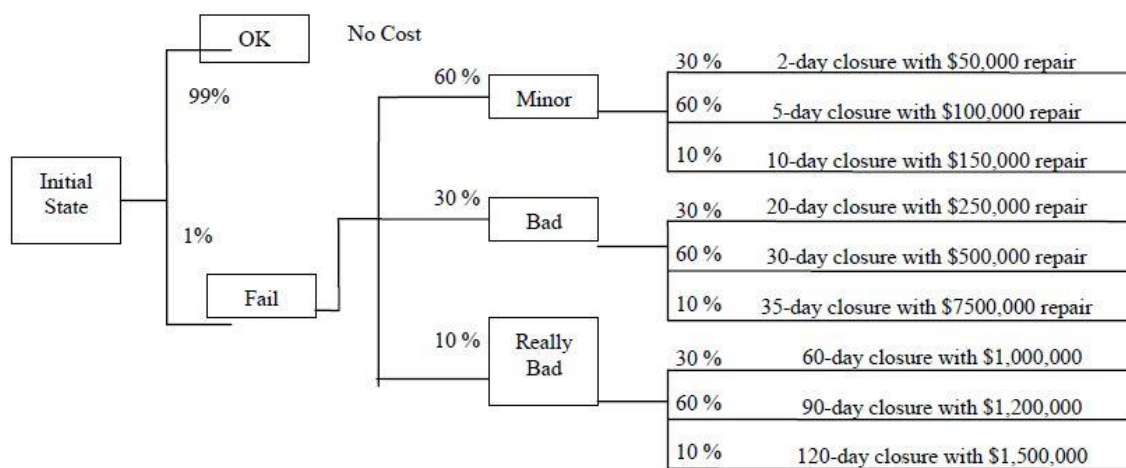 OK
No Cost
99%
Initial
State
1%
Fail
60 %
Minor
30 %
2-day closure with $50,000 repair
60 %
5-day closure with $100,000 repair
10 %
10-day closure with $150,000 repair
30 %
Bad
30 %
20-day closure with $250,000 repair
60 %
30-day closure with $500,000 repair
10 %
35-day closure with $7500,000 repair
10 %
Really
Bad
30 %
60-day closure with $1,000,000
60 %
90-day closure with $1,200,000
10 %
120-day closure with $1,500,000